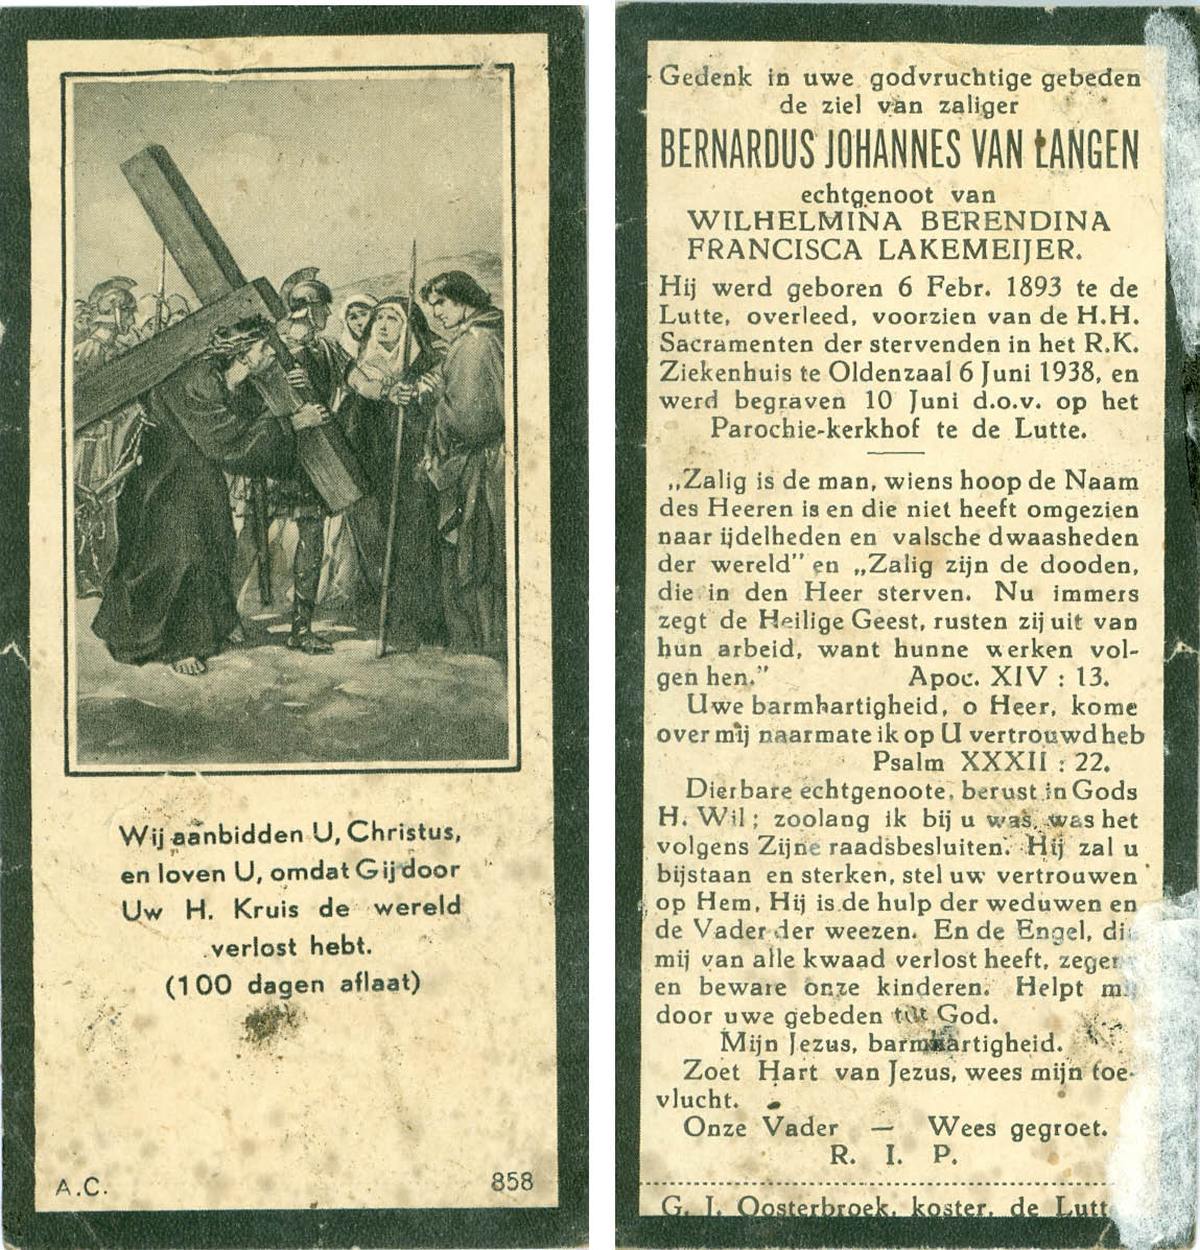 Wij aanbidden U, Christus,
en loven U, omdat Gij door
Uw H. Kruis de wereld
verlost hebt.
(100 dagen aflaat)
A.C.
858
Gedenk in uwe godvruchtige gebeden
de ziel van zaliger
BERNARDUS JOHANNES VAN LANGEN
echtgenoot van
WILHELMINA BERENDINA
FRANCISCA LAKEMEIJER.
Hij werd geboren 6 Febr. 1893 te de
Lutte, overleed, voorzien van de H.H.
Sacramenten der stervenden in het R.K.
Ziekenhuis te Oldenzaal 6 Juni 1938, en
werd begraven 10 Juni d.o.v. op het
Parochie-kerkhof te de Lutte.
„Zalig is de man, wiens hoop de Naam
des Heeren is en die niet heeft omgezien
naar ijdelheden en valsche dwaasheden
der wereld" en „Zalig zijn de dooden,
die in den Heer sterven. Nu immers
zegt de Heilige Geest, rusten zij uit van
hun arbeid, want hunne werken vol-
gen hen." Apoc. XIV : 13.
Uwe barmhartigheid, o Heer, kome
over mij naarmate ik op U vertrouwd heb
Psalm XXXII : 22.
Dierbare echtgenoote, berust in Gods
H. Wil; zoolang ik bij u was, was het
volgens Zijne raadsbesluiten. Hij zal u
bijstaan en sterken, stel uw vertrouwen
op Hem, Hij is de hulp der weduwen en
de Vader der weezen. En de Engel, die
mij van alle kwaad verlost heeft, zegen
en beware onze kinderen. Helpt mij
door uwe gebeden tot God.
Mijn Jezus, barmhartigheid.
Zoet Hart van Jezus, wees mijn toe-
vlucht.
Onze Vader — Wees gegroet.
R. I. P.
G. J. Oosterbroek, koster, de Lutt